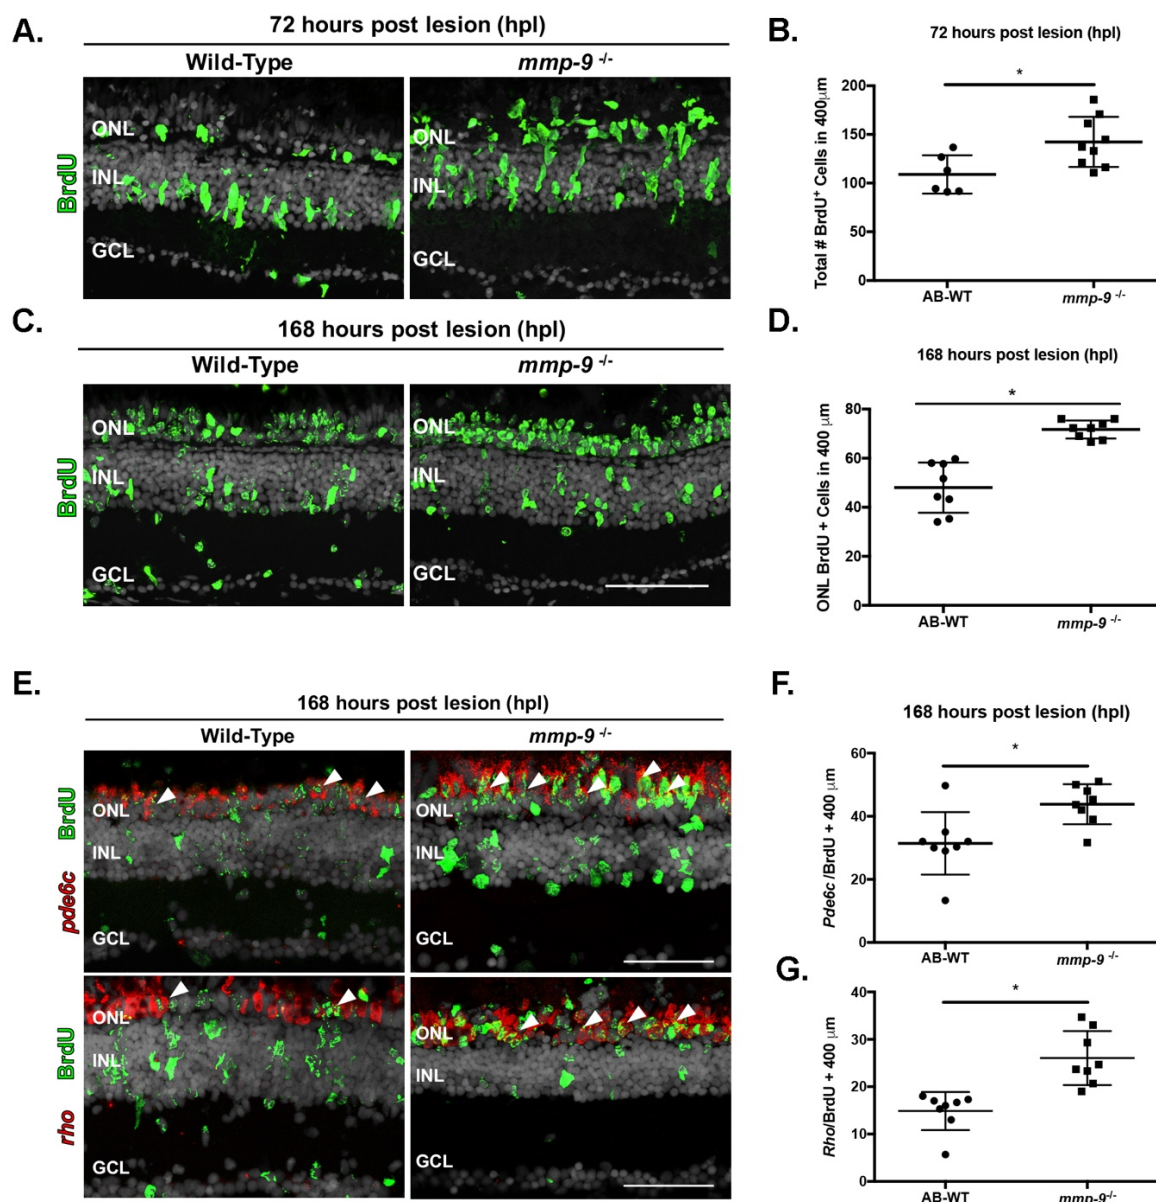 A.
72 hours post lesion (hpl)
Wild-Type
mmp-9 -/-
BrdU
ONL
INL
GCL
ONL
INL
GCL
B.
72 hours post lesion (hpl)
*
Total # BrdU+ Cells in 400μm
200
150
100
50
0
AB-WT
mmp-9 -/-
C.
168 hours post lesion (hpl)
Wild-Type
mmp-9 -/-
BrdU
ONL
INL
GCL
ONL
INL
GCL
D.
168 hours post lesion (hpl)
*
ONL BrdU + Cells in 400 μm
80
60
40
20
0
AB-WT
mmp-9 -/-
E.
168 hours post lesion (hpl)
Wild-Type
mmp-9 -/-
pde6c BrdU
ONL
INL
GCL
ONL
INL
GCL
rho BrdU
ONL
INL
GCL
ONL
INL
GCL
F.
168 hours post lesion (hpl)
*
Pde6c /BrdU + 400 μm
60
40
20
0
AB-WT
mmp-9 -/-
G.
*
Rho/BrdU + 400 μm
40
30
20
10
0
AB-WT
mmp-9-/-